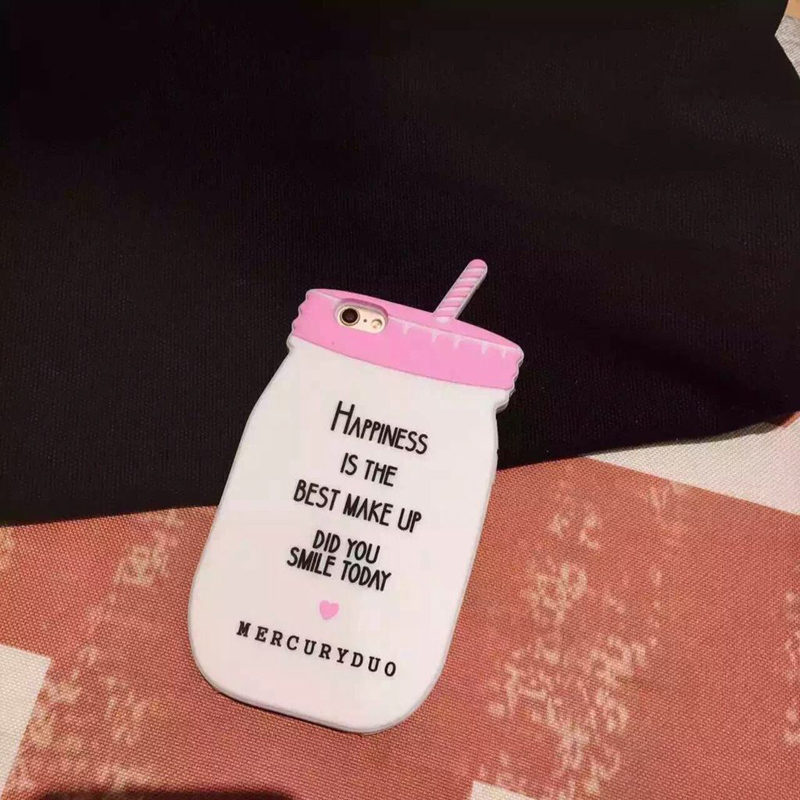 HAPPINESS
IS THE
BEST MAKE UP
DID YOU
SMILE TODAY
MERCURYDUO